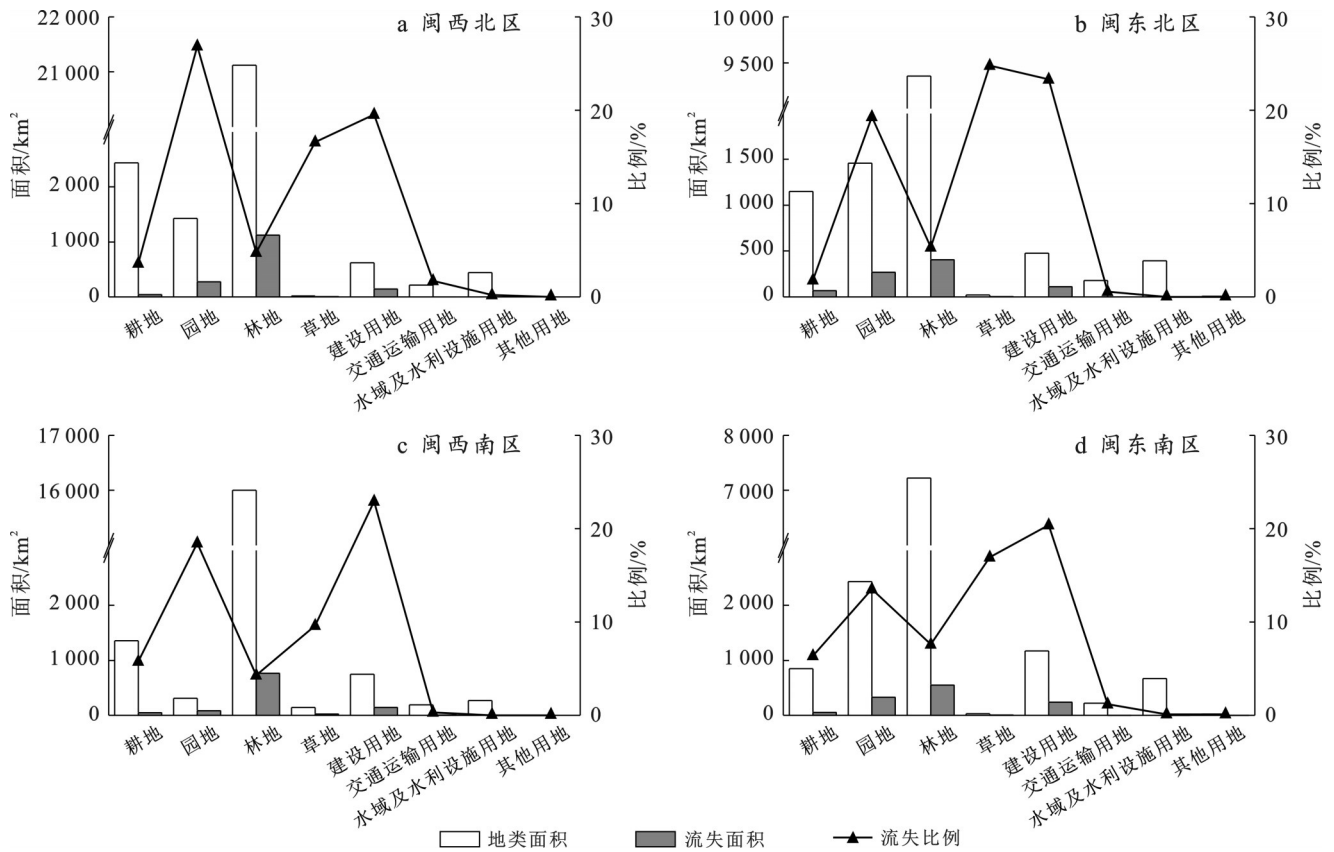 a 闽西北区
22 000
21 000
2 000
1 000
0
面积/km²
30
20
10
0
比例/%
耕地
园地
林地
草地
建设用地
交通运输用地
水域及水利设施用地
其他用地
b 闽东北区
10 000
9 500
1 500
1 000
500
0
面积/km²
30
20
10
0
比例/%
耕地
园地
林地
草地
建设用地
交通运输用地
水域及水利设施用地
其他用地
c 闽西南区
17 000
16 000
2 000
1 000
0
面积/km²
30
20
10
0
比例/%
耕地
园地
林地
草地
建设用地
交通运输用地
水域及水利设施用地
其他用地
d 闽东南区
8 000
7 000
2 000
1 000
0
面积/km²
30
20
10
0
比例/%
耕地
园地
林地
草地
建设用地
交通运输用地
水域及水利设施用地
其他用地
地类面积 流失面积 流失比例